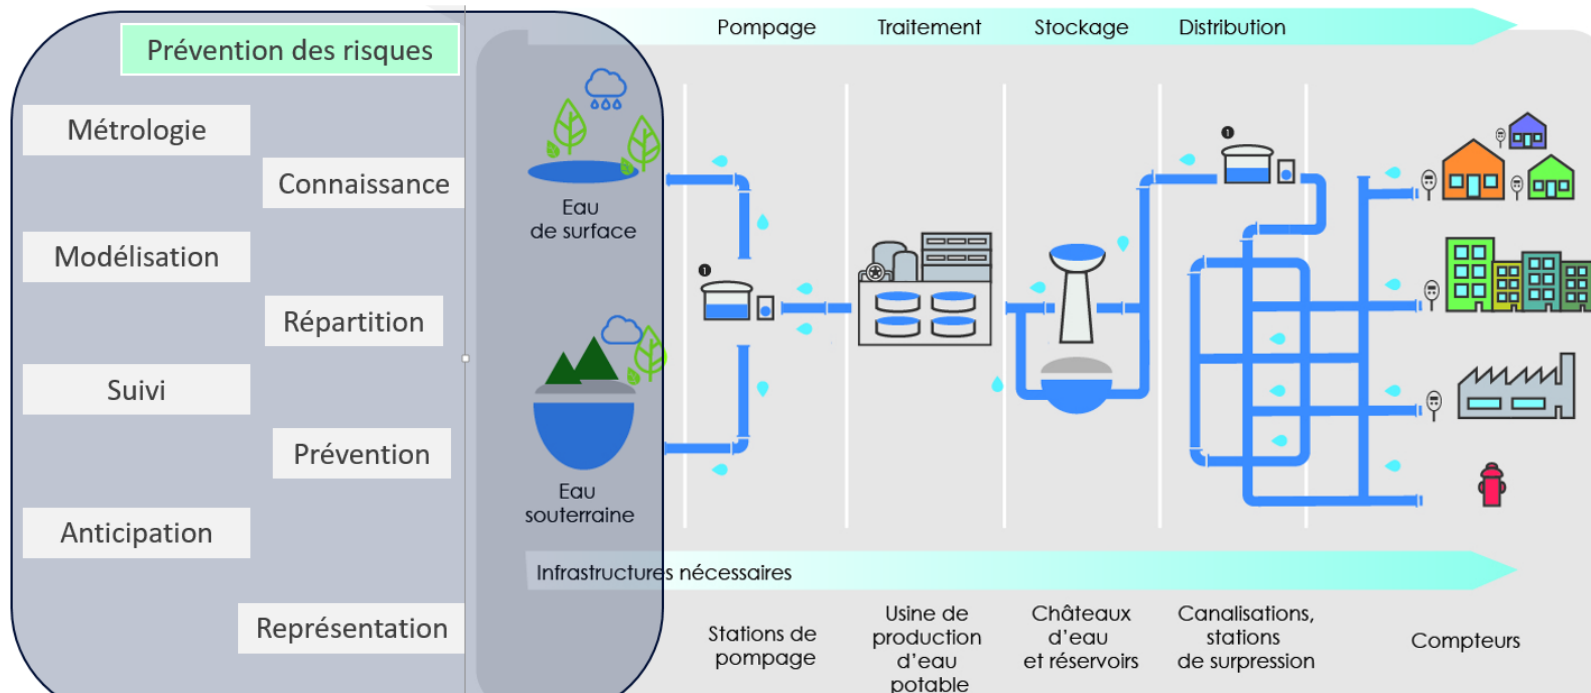 Prévention des risques
Métrologie
Connaissance
Modélisation
Répartition
Suivi
Prévention
Anticipation
Représentation
Pompage
Traitement
Stockage
Distribution
Eau
de surface
Eau
souterraine
1
1
Infrastructures nécessaires
Stations de
pompage
Usine de
production
d'eau
potable
Châteaux
d'eau
et réservoirs
Canalisations,
stations
de surpression
Compteurs